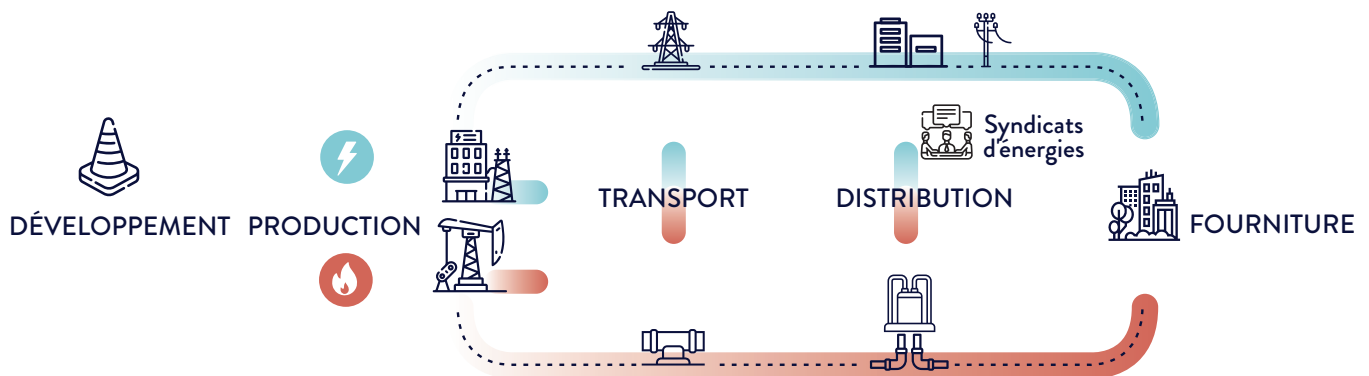 DÉVELOPPEMENT
PRODUCTION
TRANSPORT
DISTRIBUTION
Syndicats
d'énergies
FOURNITURE